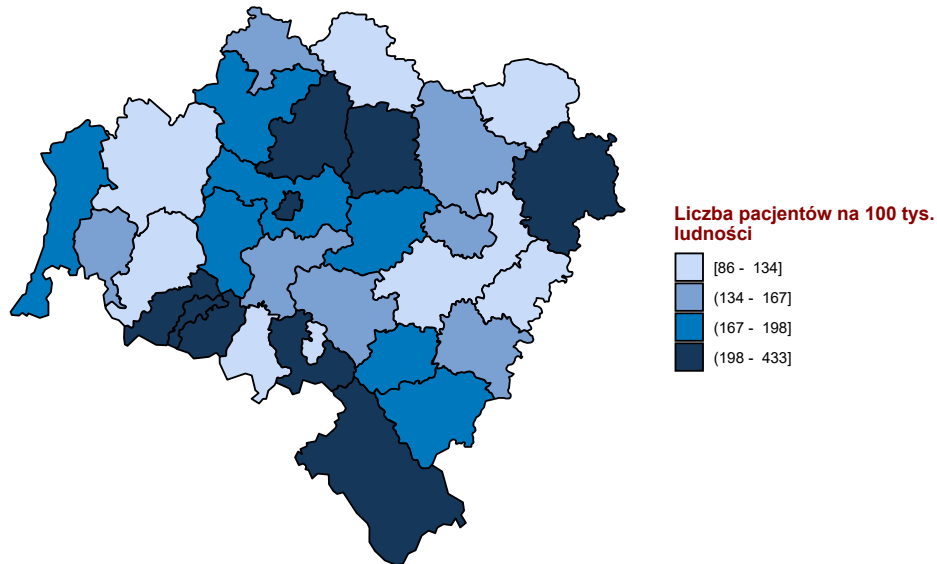 Liczba pacjentów na 100 tys.
ludności
[86 - 134]
(134 - 167]
(167 - 198]
(198 - 433]